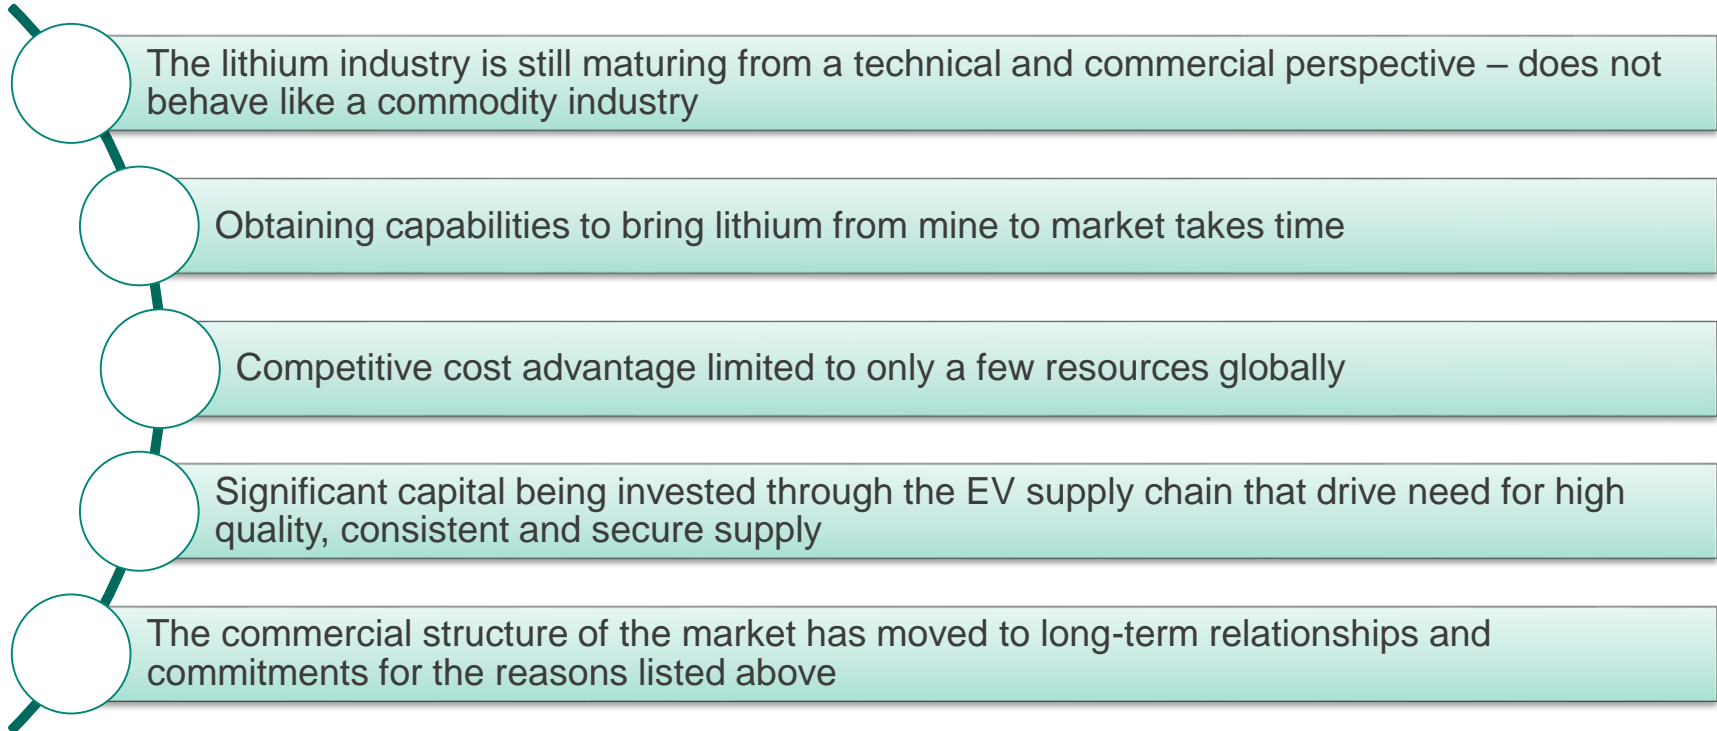 The lithium industry is still maturing from a technical and commercial perspective – does not
behave like a commodity industry
Obtaining capabilities to bring lithium from mine to market takes time
Competitive cost advantage limited to only a few resources globally
Significant capital being invested through the EV supply chain that drive need for high
quality, consistent and secure supply
The commercial structure of the market has moved to long-term relationships and
commitments for the reasons listed above